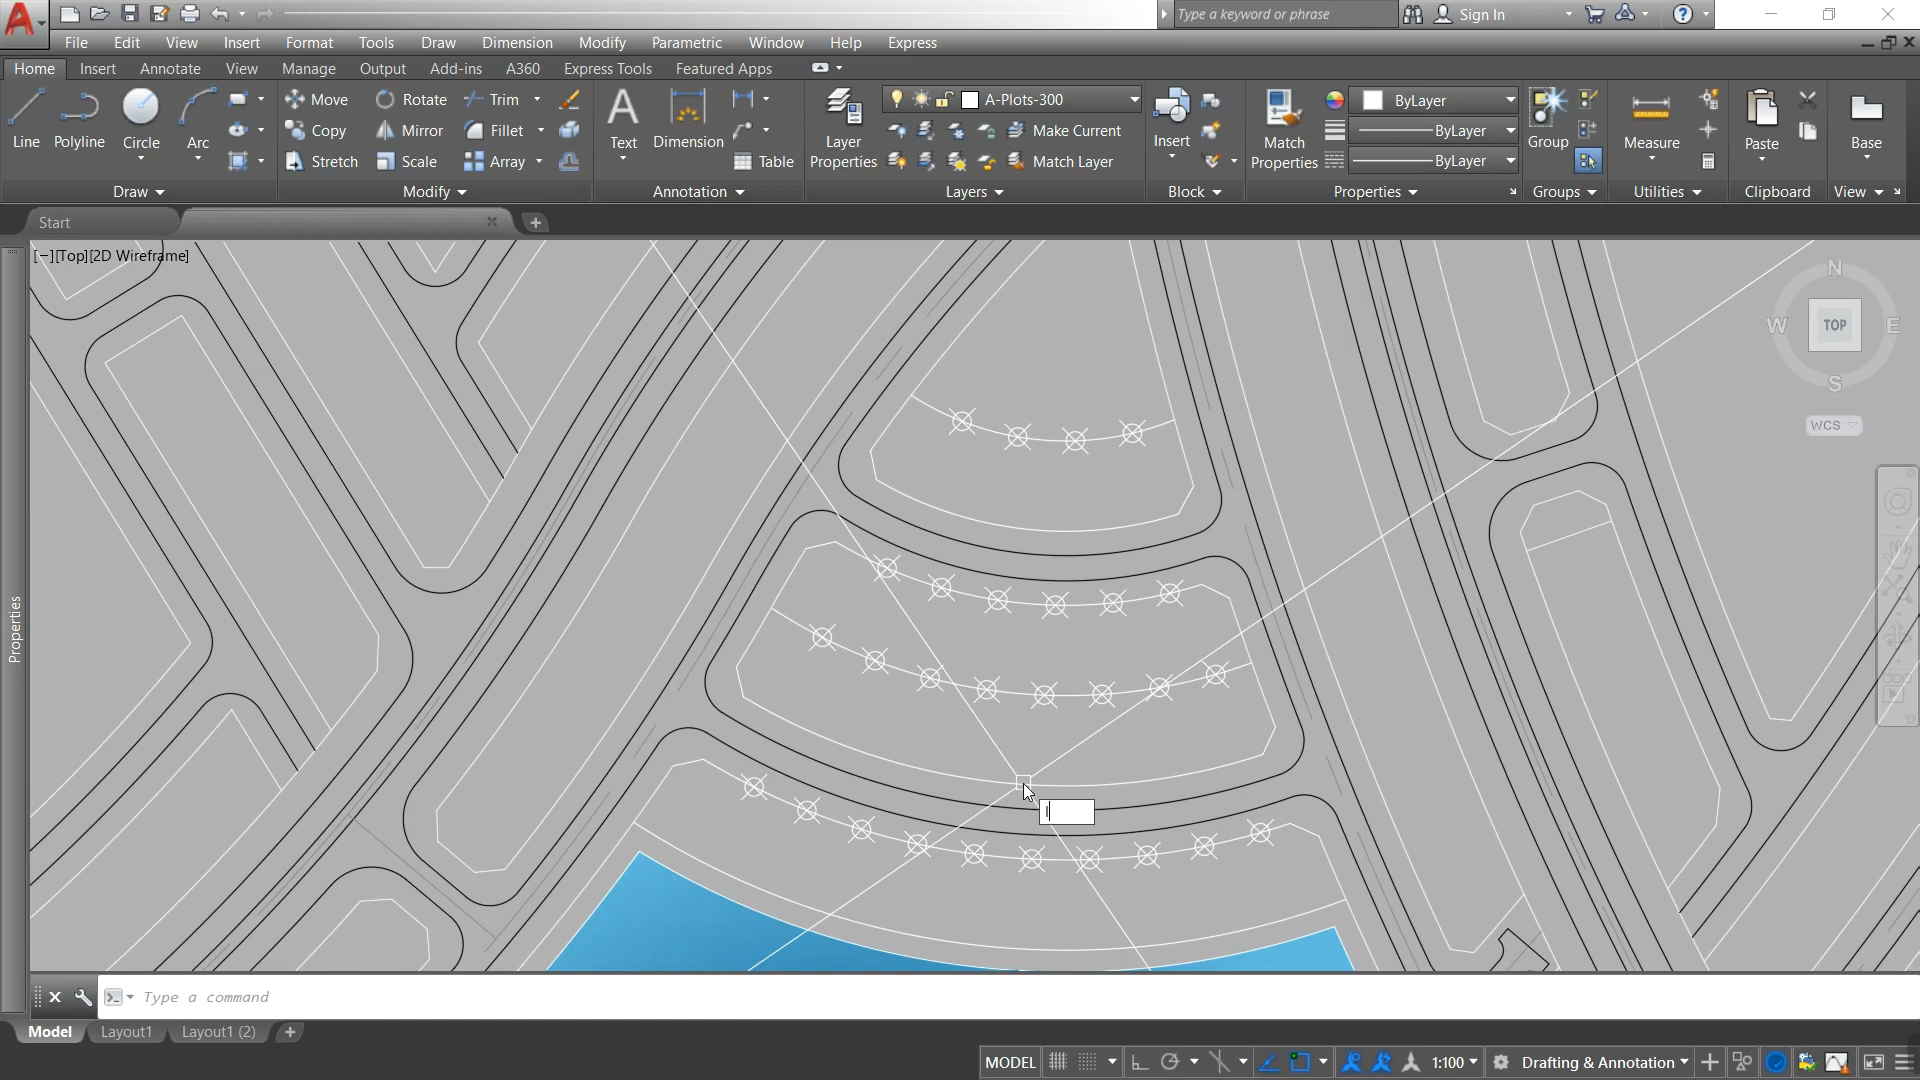 Type a keyword or phrase
Sign In
File Edit View Insert Format Tools Draw Dimension Modify Parametric Window Help Express
Home Insert Annotate View Manage Output Add-ins A360 Express Tools Featured Apps
Move Rotate Trim A-Plots-300 ByLayer
Copy Mirror Fillet Make Current ByLayer
Line Polyline Circle Arc Text Dimension Layer Properties Insert Match Properties Group Measure Paste Base
Stretch Scale Array Table Match Layer ByLayer
Draw Modify Annotation Layers Block Properties Groups Utilities Clipboard View
Start
[−][Top][2D Wireframe]
N
W TOP E
S
WCS
Properties
l
Type a command
Model Layout1 Layout1 (2)
MODEL 1:100 Drafting & Annotation